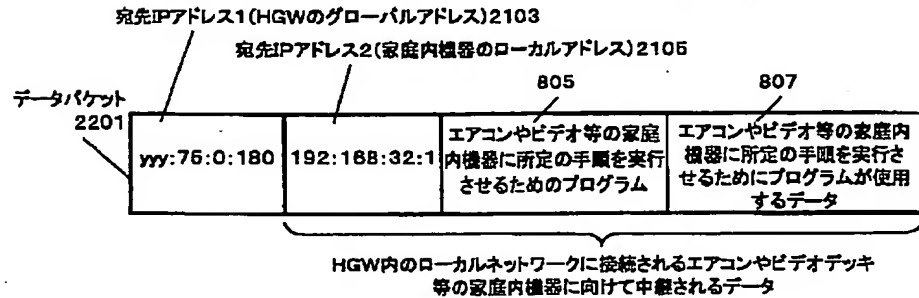 宛先IPアドレス1(HGWのグローバルアドレス)2103
宛先IPアドレス2(家庭内機器のローカルアドレス)2105
データパケット
2201
805
807
yyy:75:0:180
192:168:32:1
エアコンやビデオ等の家庭
内機器に所定の手順を実行
させるためのプログラム
エアコンやビデオ等の家庭内
機器に所定の手順を実行さ
せるためにプログラムが使用
するデータ
HGW内のローカルネットワークに接続されるエアコンやビデオデッキ
等の家庭内機器に向けて中継されるデータ